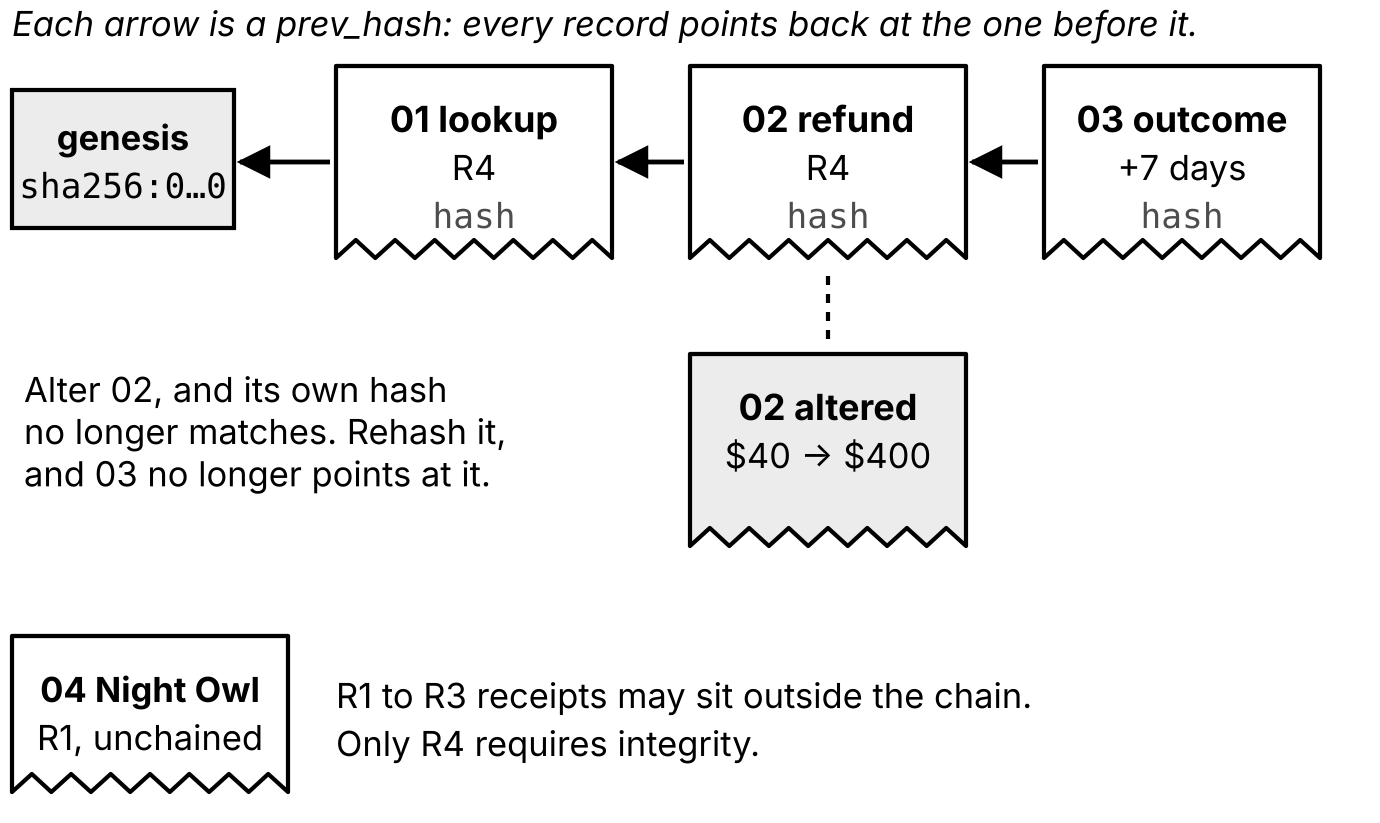 Each arrow is a prev_hash: every record points back at the one before it.
genesis
sha256:0…0
01 lookup
R4
hash
02 refund
R4
hash
03 outcome
+7 days
hash
Alter 02, and its own hash
no longer matches. Rehash it,
and 03 no longer points at it.
02 altered
$40 → $400
04 Night Owl
R1, unchained
R1 to R3 receipts may sit outside the chain.
Only R4 requires integrity.